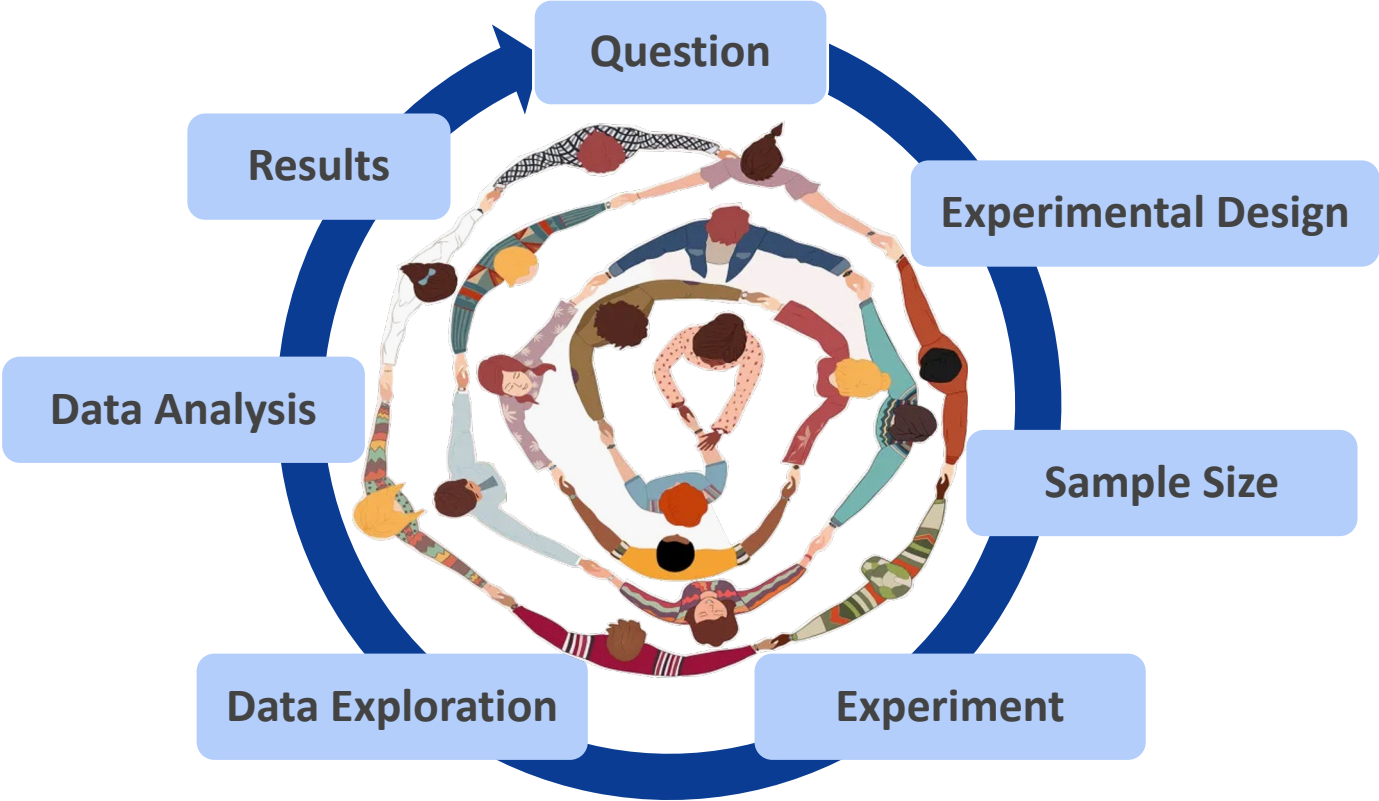 Question
Experimental Design
Sample Size
Experiment
Data Exploration
Data Analysis
Results